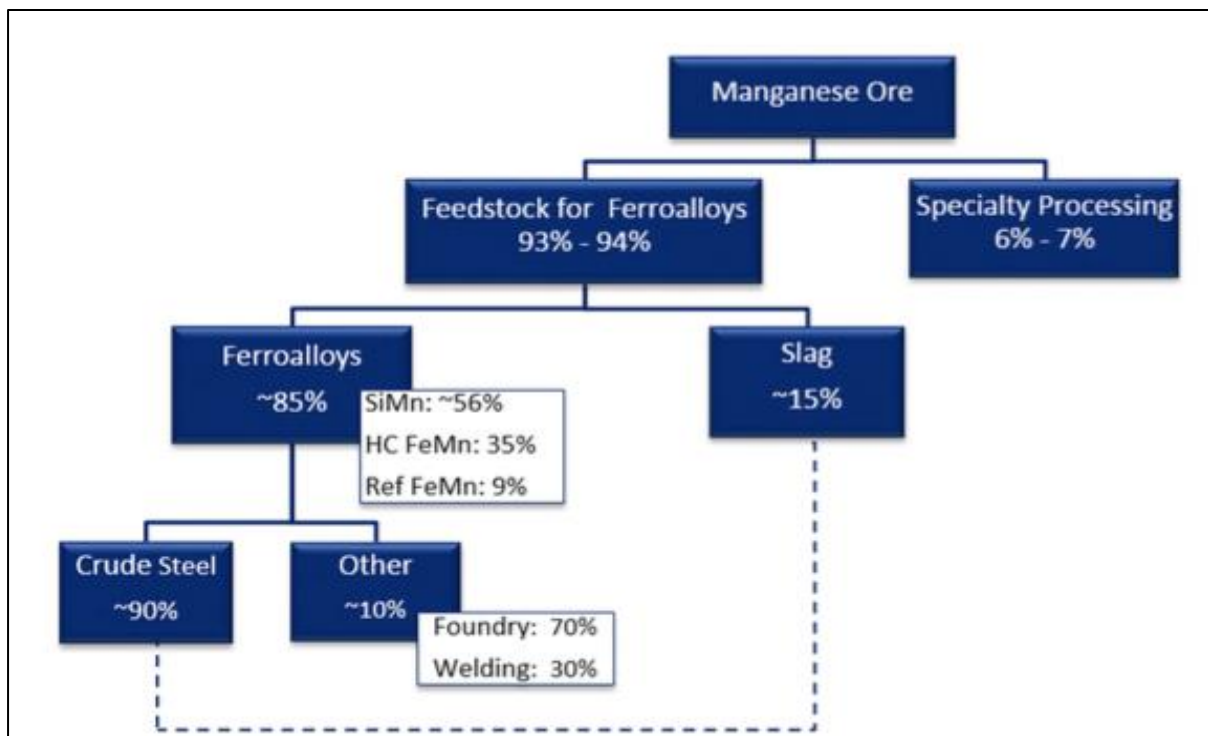 Manganese Ore
Feedstock for Ferroalloys
93% - 94%
Specialty Processing
6% - 7%
Ferroalloys
~85%
SiMn: ~56%
HC FeMn: 35%
Ref FeMn: 9%
Slag
~15%
Crude Steel
~90%
Other
~10%
Foundry: 70%
Welding: 30%